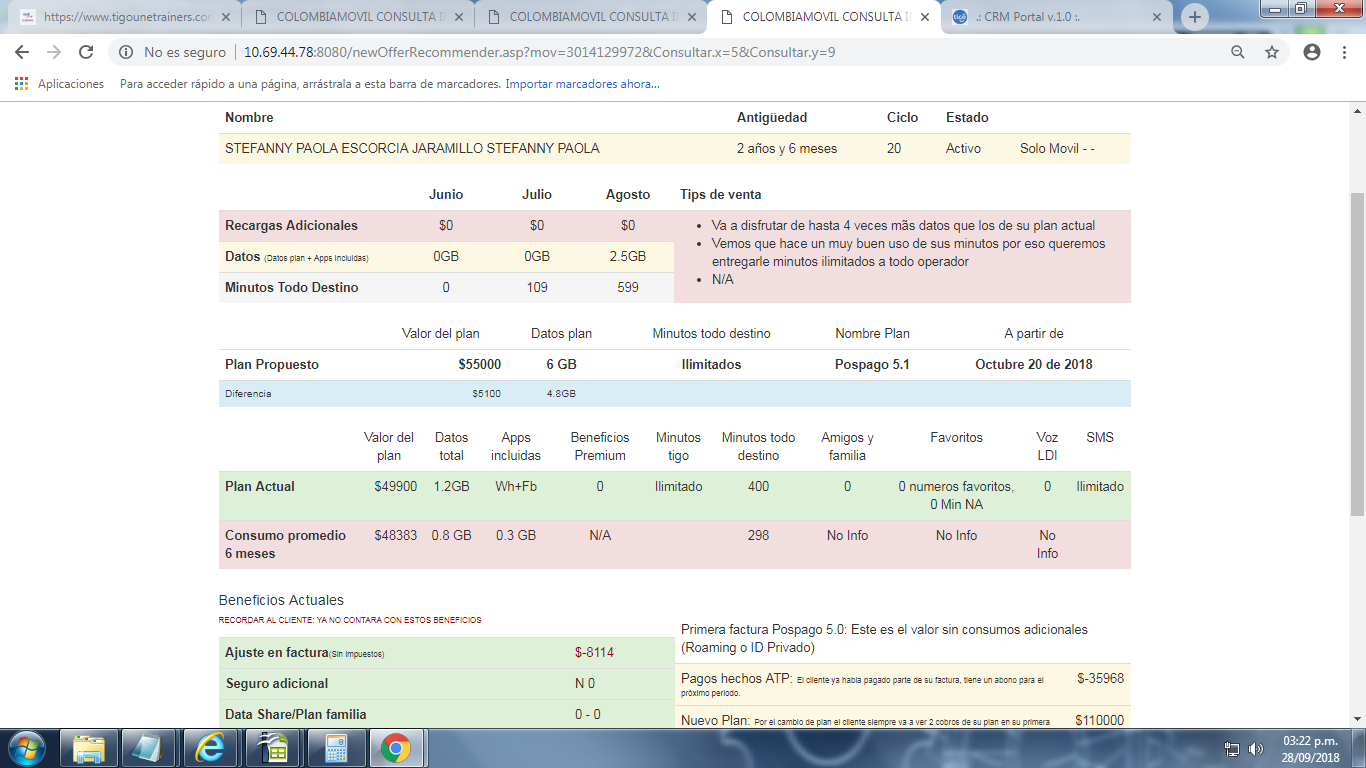 https://www.tigounetrainers.com
COLOMBIAMOVIL CONSULTA I
COLOMBIAMOVIL CONSULTA I
COLOMBIAMOVIL CONSULTA I
.: CRM Portal v.1.0 :.
No es seguro
10.69.44.78:8080/newOfferRecommender.asp?mov=3014129972&Consultar.x=5&Consultar.y=9
Aplicaciones
Para acceder rápido a una página, arrástrala a esta barra de marcadores.
Importar marcadores ahora...
Nombre Antigüedad Ciclo Estado
STEFANNY PAOLA ESCORCIA JARAMILLO STEFANNY PAOLA 2 años y 6 meses 20 Activo Solo Movil - -
Junio Julio Agosto Tips de venta
Recargas Adicionales $0 $0 $0
Datos (Datos plan + Apps Incluidas) 0GB 0GB 2.5GB
Minutos Todo Destino 0 109 599
• Va a disfrutar de hasta 4 veces mãs datos que los de su plan actual
• Vemos que hace un muy buen uso de sus minutos por eso queremos
entregarle minutos ilimitados a todo operador
• N/A
Valor del plan Datos plan Minutos todo destino Nombre Plan A partir de
Plan Propuesto $55000 6 GB Ilimitados Pospago 5.1 Octubre 20 de 2018
Diferencia $5100 4.8GB
Valor del Datos Apps Beneficios Minutos Minutos todo Amigos y Favoritos Voz SMS
plan total incluidas Premium tigo destino familia LDI
Plan Actual $49900 1.2GB Wh+Fb 0 Ilimitado 400 0 0 numeros favoritos, 0 Ilimitado
0 Min NA
Consumo promedio $48383 0.8 GB 0.3 GB N/A 298 No Info No Info No
6 meses Info
Beneficios Actuales
RECORDAR AL CLIENTE: YA NO CONTARA CON ESTOS BENEFICIOS
Ajuste en factura(Sin Impuestos) $-8114
Seguro adicional N 0
Data Share/Plan familia 0 - 0
Primera factura Pospago 5.0: Este es el valor sin consumos adicionales
(Roaming o ID Privado)
Pagos hechos ATP: El cliente ya habia pagado parte de su factura, tiene un abono para el $-35968
próximo periodo.
Nuevo Plan: Por el cambio de plan el cliente siempre va a ver 2 cobros de su plan en su primera $110000
03:22 p.m.
28/09/2018